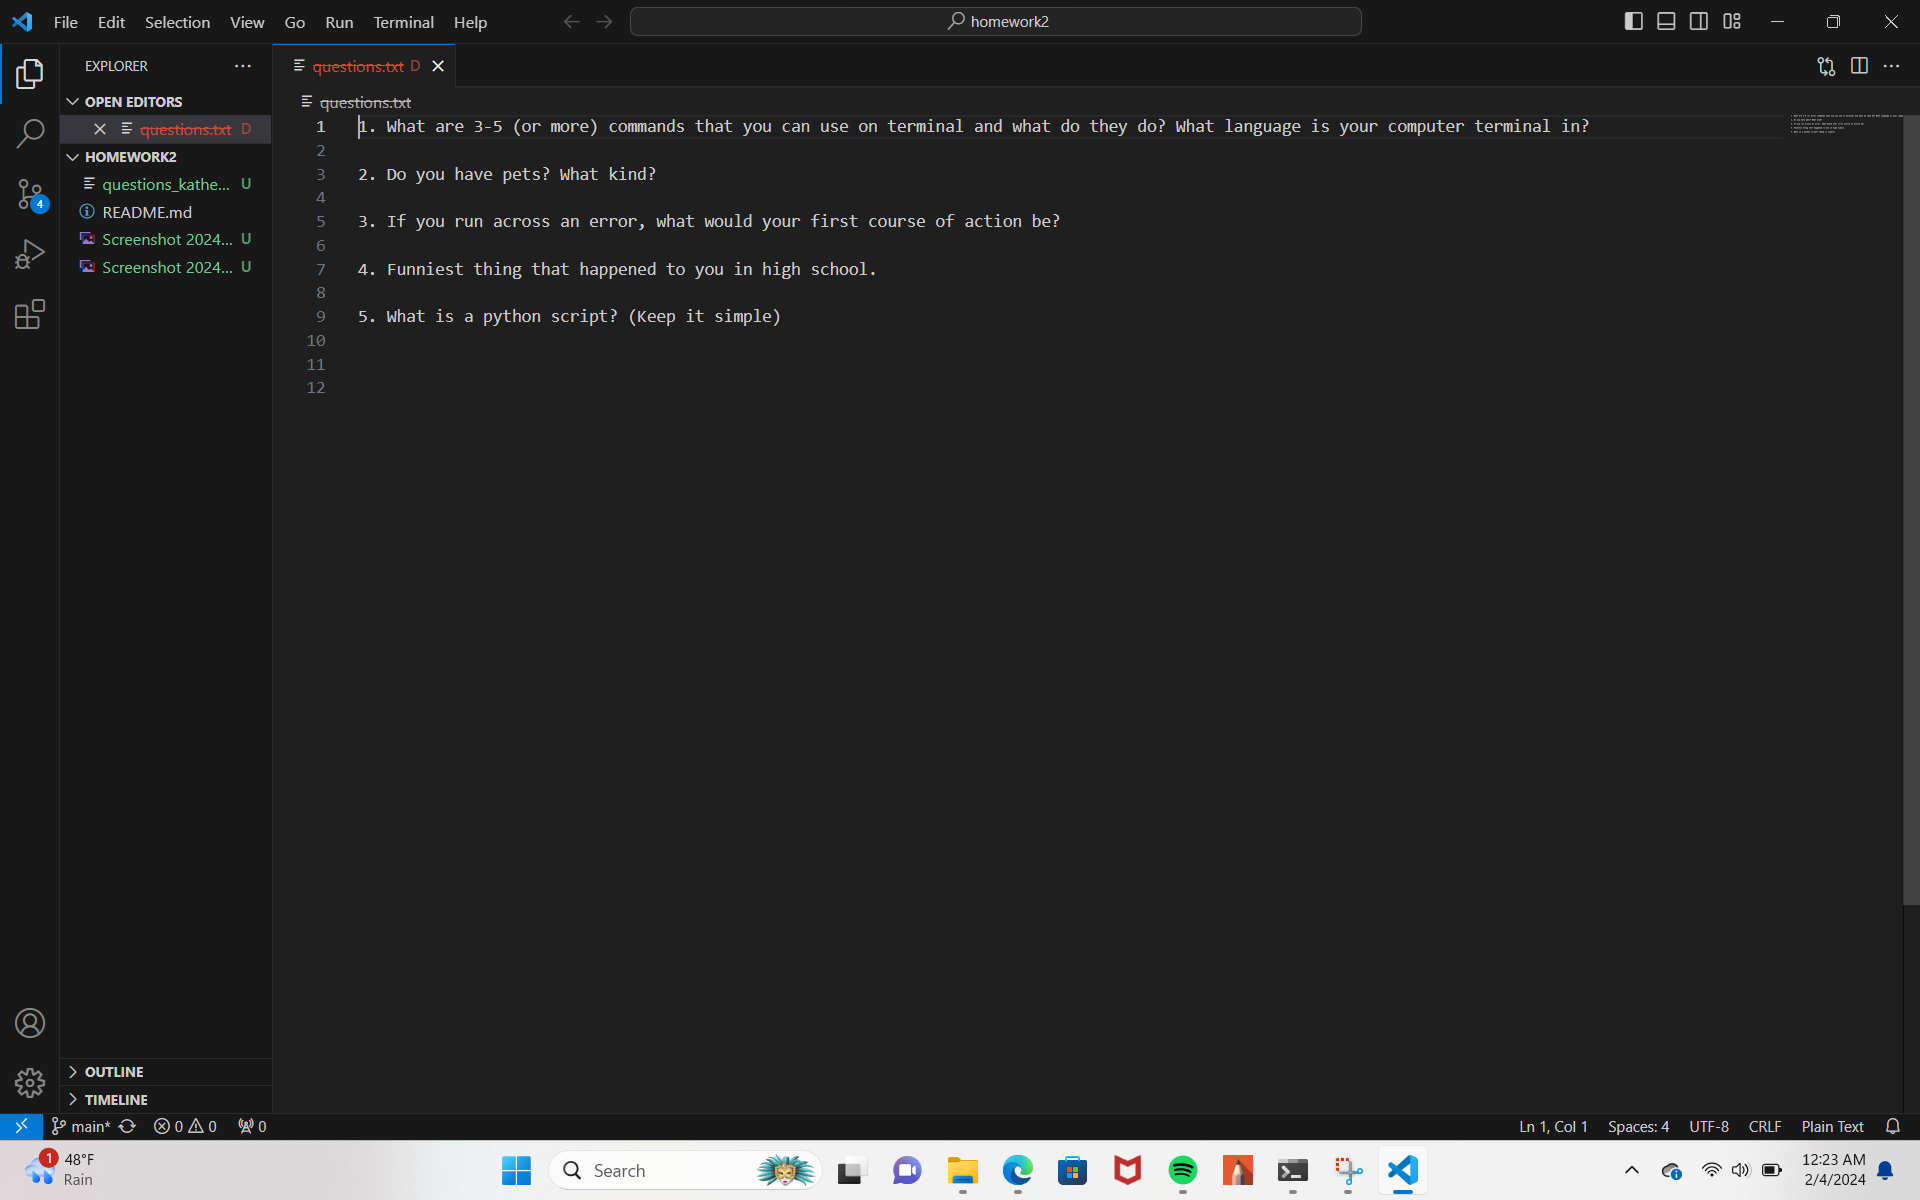 File Edit Selection View Go Run Terminal Help
homework2
EXPLORER
questions.txt D
OPEN EDITORS
questions.txt D
questions.txt
HOMEWORK2
questions_kathe... U
README.md
Screenshot 2024... U
Screenshot 2024... U
4
1 1. What are 3-5 (or more) commands that you can use on terminal and what do they do? What language is your computer terminal in?
2
3 2. Do you have pets? What kind?
4
5 3. If you run across an error, what would your first course of action be?
6
7 4. Funniest thing that happened to you in high school.
8
9 5. What is a python script? (Keep it simple)
10
11
12
OUTLINE
TIMELINE
main* 0 0 0
Ln 1, Col 1 Spaces: 4 UTF-8 CRLF Plain Text
1
48°F
Rain
Search
12:23 AM
2/4/2024